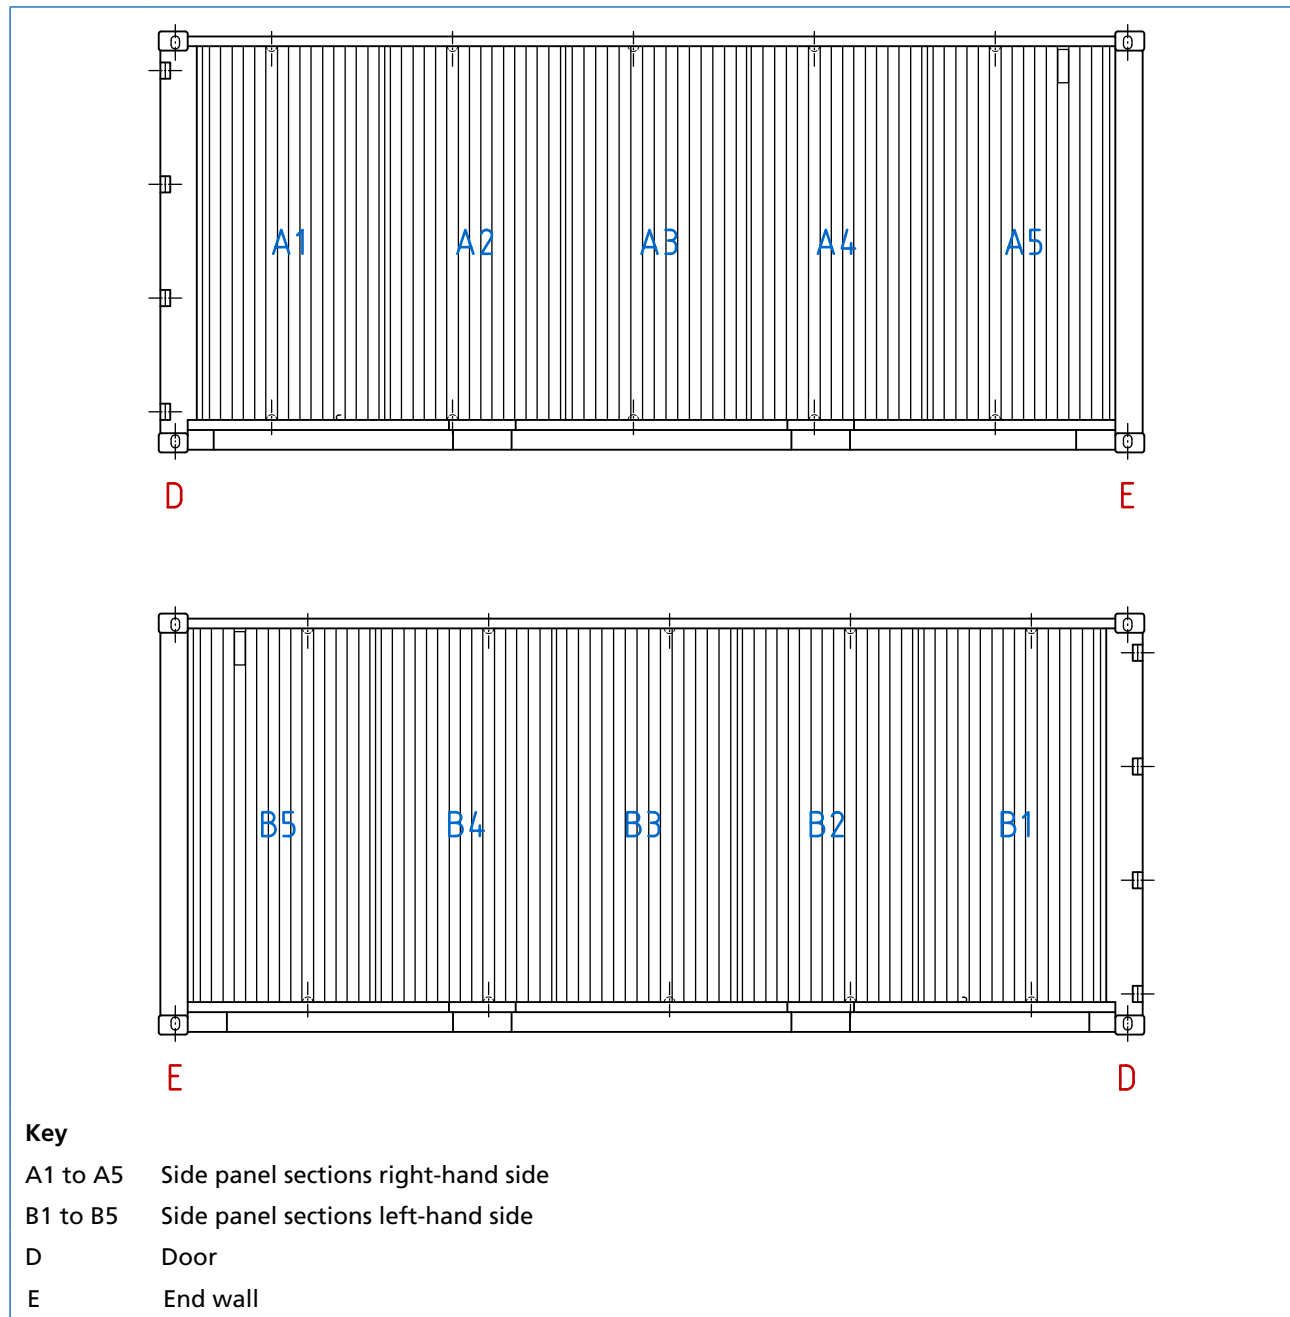 A1 A2 A3 A4 A5
D E
B5 B4 B3 B2 B1
E D
Key
A1 to A5 Side panel sections right-hand side
B1 to B5 Side panel sections left-hand side
D Door
E End wall